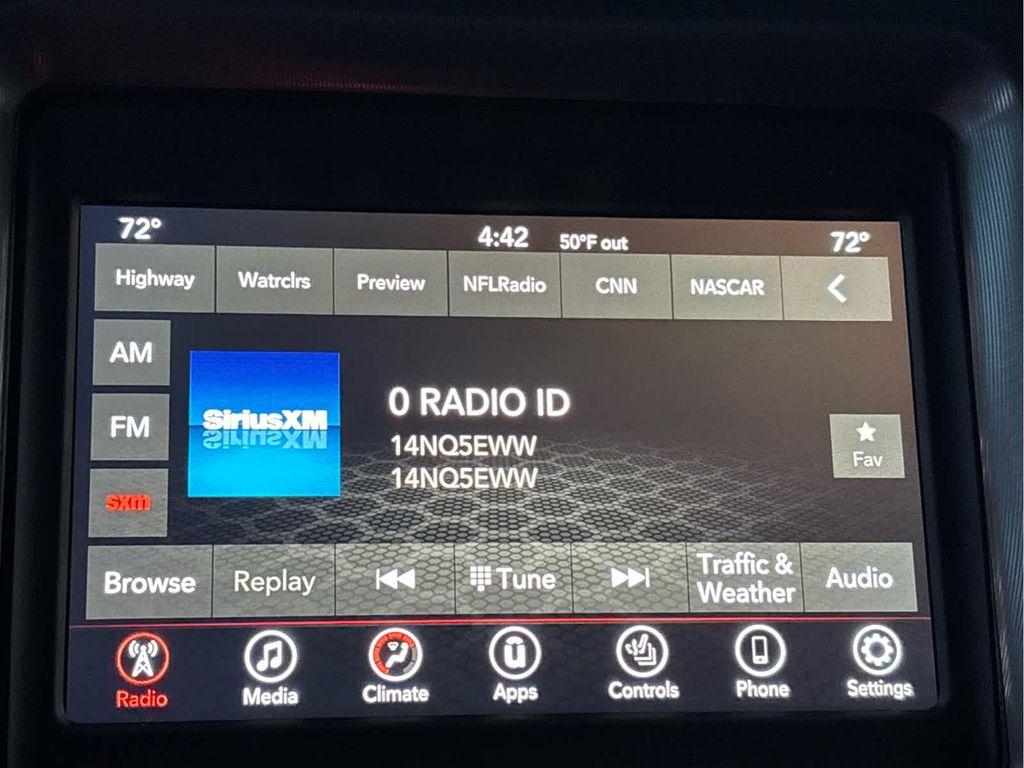 72°
4:42 50°F out
72°
Highway Watrclrs Preview NFLRadio CNN NASCAR
AM
FM
sxm
SiriusXM
0 RADIO ID
14NQ5EWW
14NQ5EWW
Fav
Browse Replay Tune Traffic & Audio
Weather
Radio Media Climate Apps Controls Phone Settings